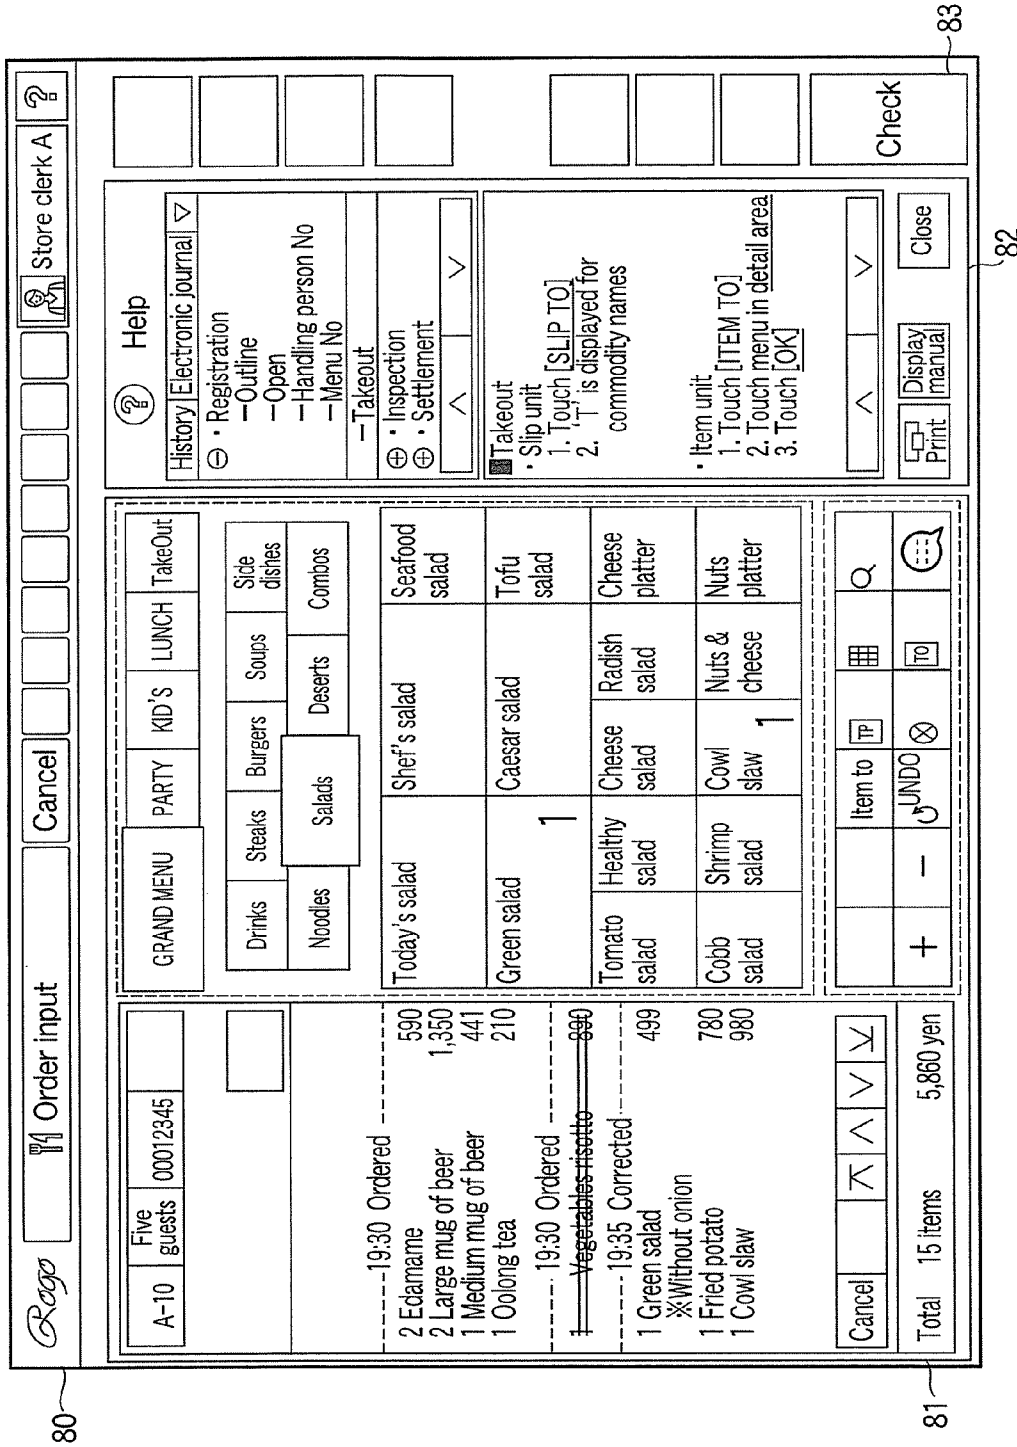 Rogo
Order input
Cancel
Store clerk A
?
A-10
Five
guests
00012345
19:30 Ordered
2 Edamame 590
2 Large mug of beer 1,350
1 Medium mug of beer 441
1 Oolong tea 210
19:30 Ordered
1 Vegetables risotto 890
19:35 Corrected
1 Green salad 499
※Without onion
1 Fried potato 780
1 Cowl slaw 980
Cancel
Total 15 items 5,860 yen
GRAND MENU
PARTY
KID'S
LUNCH
TakeOut
Drinks
Steaks
Burgers
Soups
Side
dishes
Noodles
Salads
Deserts
Combos
Today's salad
Shef's salad
Seafood
salad
Green salad
1
Caesar salad
Tofu
salad
Tomato
salad
Healthy
salad
Cheese
salad
Radish
salad
Cheese
platter
Cobb
salad
Shrimp
salad
Cowl
slaw
1
Nuts &
cheese
Nuts
platter
Item to
TP
+
−
UNDO
TO
? Help
History Electronic journal ▽
⊖・Registration
−Outline
−Open
−Handling person No
−Menu No
−Takeout
⊕・Inspection
⊕・Settlement
■Takeout
・Slip unit
1. Touch [SLIP TO]
2. 'T' is displayed for
commodity names
・Item unit
1. Touch [ITEM TO]
2. Touch menu in detail area
3. Touch [OK]
Print
Display
manual
Close
Check
80
81
82
83